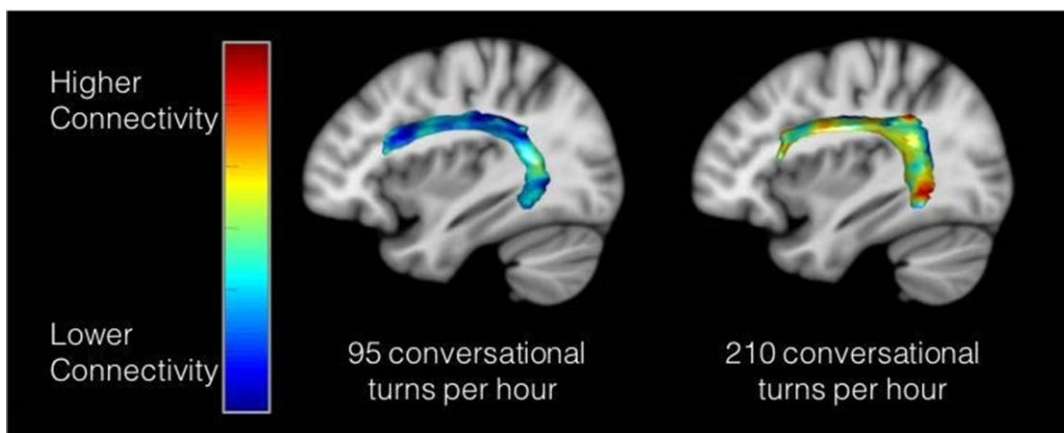 Higher
Connectivity
Lower
Connectivity
95 conversational
turns per hour
210 conversational
turns per hour